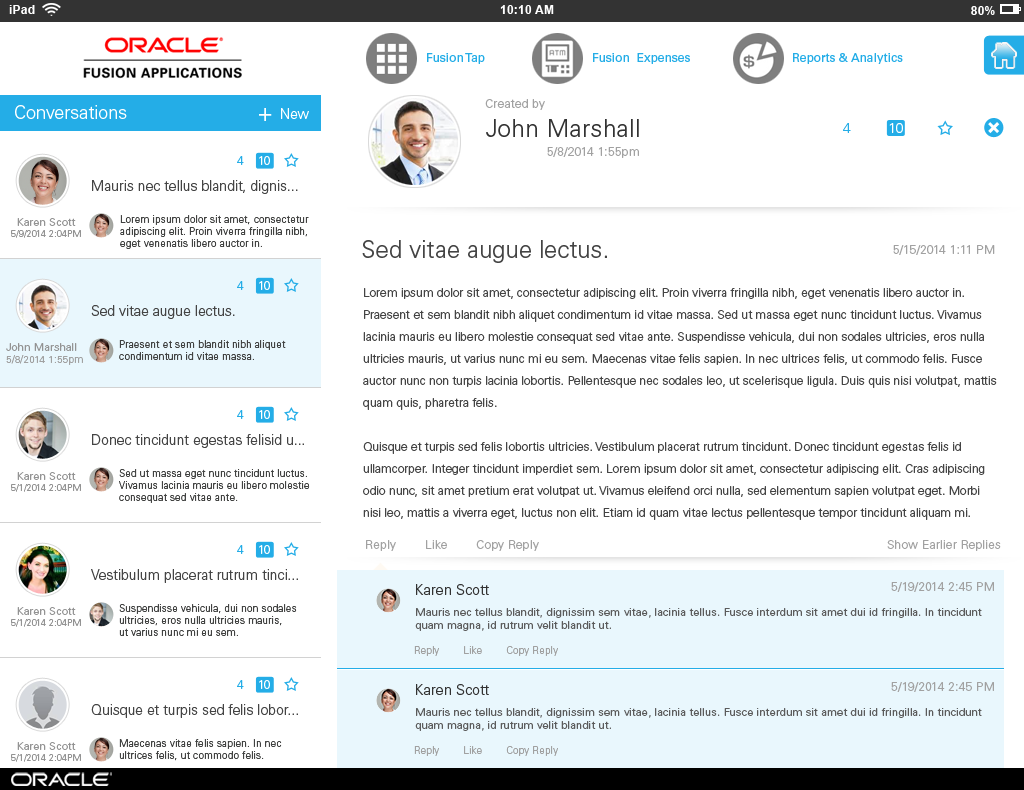 iPad
10:10 AM
80%
ORACLE
FUSION APPLICATIONS
FusionTap
ATM
Fusion Expenses
$
Reports & Analytics
Conversations
+ New
4 10
Mauris nec tellus blandit, dignis...
Karen Scott
5/9/2014 2:04PM
Lorem ipsum dolor sit amet, consectetur
adipiscing elit. Proin viverra fringilla nibh,
eget venenatis libero auctor in.
4 10
Sed vitae augue lectus.
John Marshall
5/8/2014 1:55pm
Praesent et sem blandit nibh aliquet
condimentum id vitae massa.
4 10
Donec tincidunt egestas felisid u...
Karen Scott
5/1/2014 2:04PM
Sed ut massa eget nunc tincidunt luctus.
Vivamus lacinia mauris eu libero molestie
consequat sed vitae ante.
4 10
Vestibulum placerat rutrum tinci...
Karen Scott
5/1/2014 2:04PM
Suspendisse vehicula, dui non sodales
ultricies, eros nulla ultricies mauris,
ut varius nunc mi eu sem.
4 10
Quisque et turpis sed felis lobor...
Karen Scott
5/1/2014 2:04PM
Maecenas vitae felis sapien. In nec
ultrices felis, ut commodo felis.
Created by
John Marshall
5/8/2014 1:55pm
4 10
Sed vitae augue lectus.
5/15/2014 1:11 PM
Lorem ipsum dolor sit amet, consectetur adipiscing elit. Proin viverra fringilla nibh, eget venenatis libero auctor in.
Praesent et sem blandit nibh aliquet condimentum id vitae massa. Sed ut massa eget nunc tincidunt luctus. Vivamus
lacinia mauris eu libero molestie consequat sed vitae ante. Suspendisse vehicula, dui non sodales ultricies, eros nulla
ultricies mauris, ut varius nunc mi eu sem. Maecenas vitae felis sapien. In nec ultrices felis, ut commodo felis. Fusce
auctor nunc non turpis lacinia lobortis. Pellentesque nec sodales leo, ut scelerisque ligula. Duis quis nisi volutpat, mattis
quam quis, pharetra felis.
Quisque et turpis sed felis lobortis ultricies. Vestibulum placerat rutrum tincidunt. Donec tincidunt egestas felis id
ullamcorper. Integer tincidunt imperdiet sem. Lorem ipsum dolor sit amet, consectetur adipiscing elit. Cras adipiscing
odio nunc, sit amet pretium erat volutpat ut. Vivamus eleifend orci nulla, sed elementum sapien volutpat eget. Morbi
nisi leo, mattis a viverra eget, luctus non elit. Etiam id quam vitae lectus pellentesque tempor tincidunt aliquam mi.
Reply Like Copy Reply Show Earlier Replies
Karen Scott
5/19/2014 2:45 PM
Mauris nec tellus blandit, dignissim sem vitae, lacinia tellus. Fusce interdum sit amet dui id fringilla. In tincidunt
quam magna, id rutrum velit blandit ut.
Reply Like Copy Reply
Karen Scott
5/19/2014 2:45 PM
Mauris nec tellus blandit, dignissim sem vitae, lacinia tellus. Fusce interdum sit amet dui id fringilla. In tincidunt
quam magna, id rutrum velit blandit ut.
Reply Like Copy Reply
ORACLE